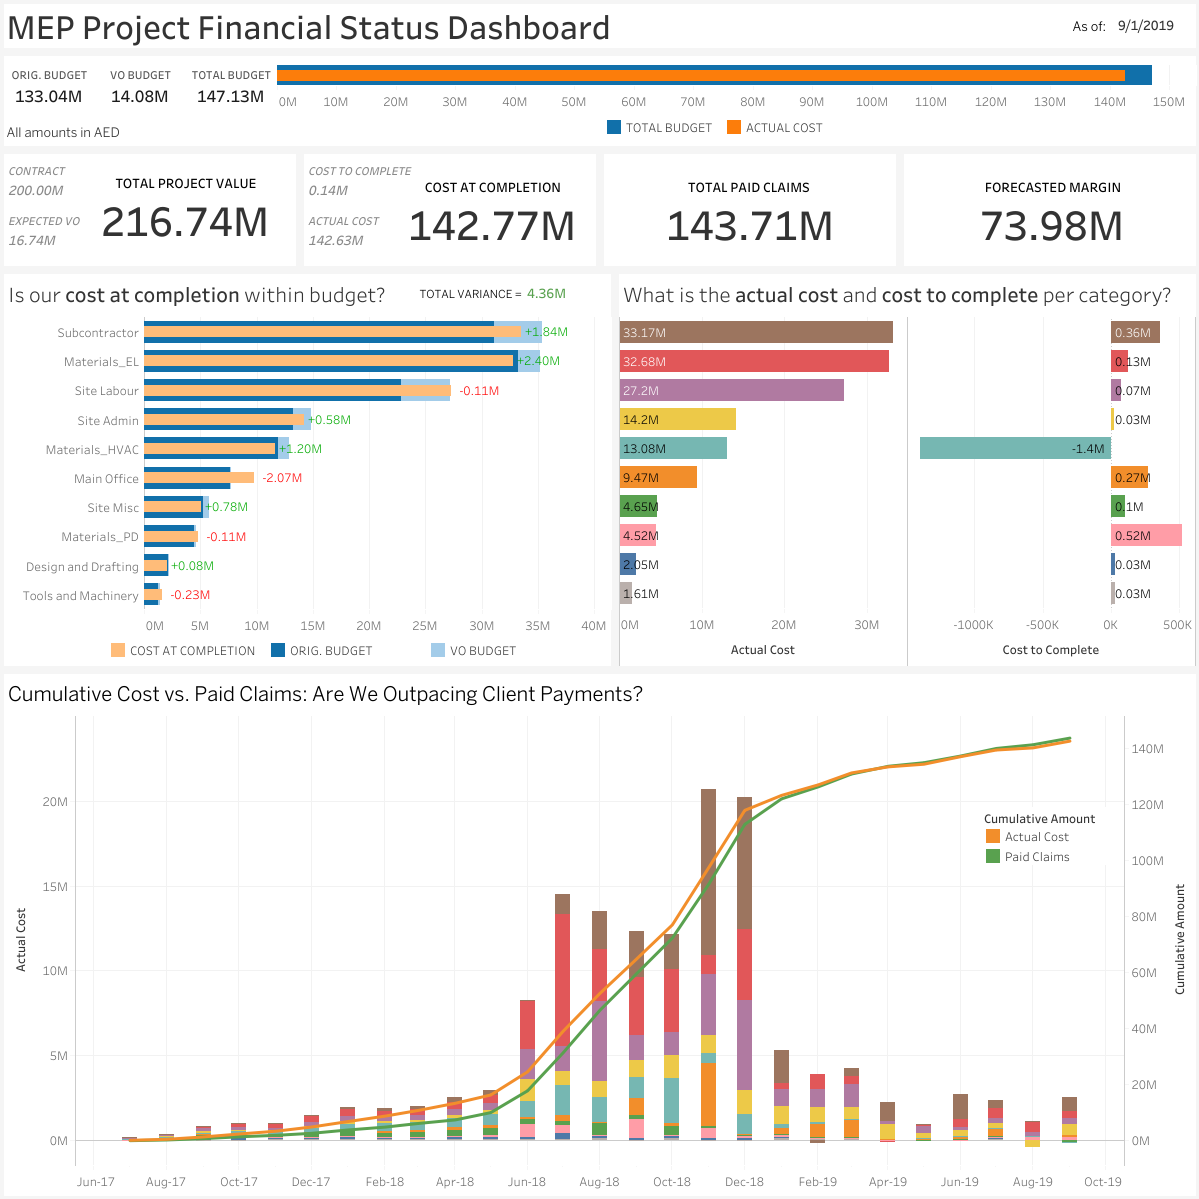 MEP Project Financial Status Dashboard
As of: 9/1/2019
ORIG. BUDGET VO BUDGET TOTAL BUDGET
133.04M 14.08M 147.13M
0M 10M 20M 30M 40M 50M 60M 70M 80M 90M 100M 110M 120M 130M 140M 150M
All amounts in AED
TOTAL BUDGET ACTUAL COST
CONTRACT
200.00M
EXPECTED VO
16.74M
TOTAL PROJECT VALUE
216.74M
COST TO COMPLETE
0.14M
ACTUAL COST
142.63M
COST AT COMPLETION
142.77M
TOTAL PAID CLAIMS
143.71M
FORECASTED MARGIN
73.98M
Is our cost at completion within budget?
TOTAL VARIANCE = 4.36M
Subcontractor +1.84M
Materials_EL +2.40M
Site Labour -0.11M
Site Admin +0.58M
Materials_HVAC +1.20M
Main Office -2.07M
Site Misc +0.78M
Materials_PD -0.11M
Design and Drafting +0.08M
Tools and Machinery -0.23M
0M 5M 10M 15M 20M 25M 30M 35M 40M
COST AT COMPLETION ORIG. BUDGET VO BUDGET
What is the actual cost and cost to complete per category?
33.17M 0.36M
32.68M 0.13M
27.2M 0.07M
14.2M 0.03M
13.08M -1.4M
9.47M 0.27M
4.65M 0.1M
4.52M 0.52M
2.05M 0.03M
1.61M 0.03M
0M 10M 20M 30M -1000K -500K 0K 500K
Actual Cost Cost to Complete
Cumulative Cost vs. Paid Claims: Are We Outpacing Client Payments?
Actual Cost
20M
15M
10M
5M
0M
Cumulative Amount
Actual Cost
Paid Claims
140M
120M
100M
80M
60M
40M
20M
0M
Cumulative Amount
Jun-17 Aug-17 Oct-17 Dec-17 Feb-18 Apr-18 Jun-18 Aug-18 Oct-18 Dec-18 Feb-19 Apr-19 Jun-19 Aug-19 Oct-19